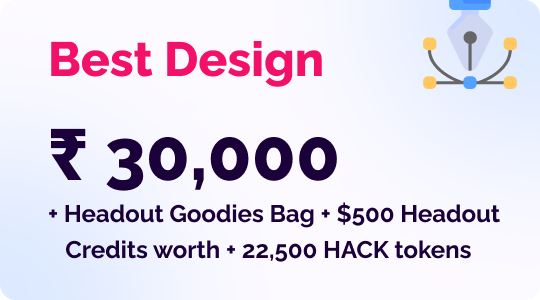 Best Design
₹ 30,000
+ Headout Goodies Bag + $500 Headout
Credits worth + 22,500 HACK tokens